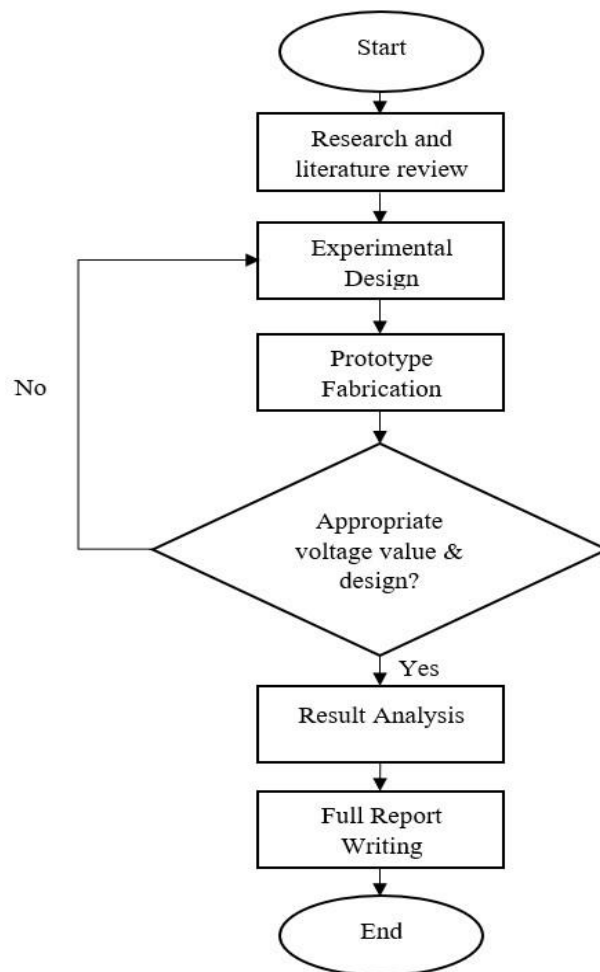 Start
Research and
literature review
Experimental
Design
Prototype
Fabrication
No
Appropriate
voltage value &
design?
Yes
Result Analysis
Full Report
Writing
End